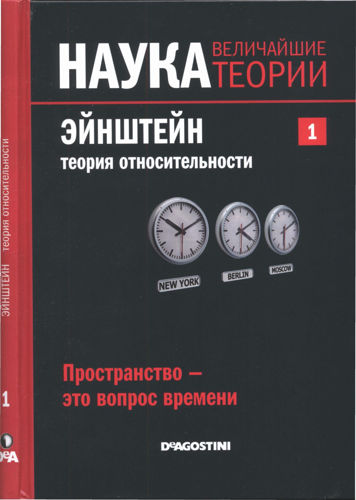 НАУКА
ВЕЛИЧАЙШИЕ
ТЕОРИИ
ЭЙНШТЕЙН
1
теория относительности
NEW YORK
BERLIN
MOSCOW
Пространство –
это вопрос времени
DEAGOSTINI
ЭЙНШТЕЙН теория относительности
1
DeA